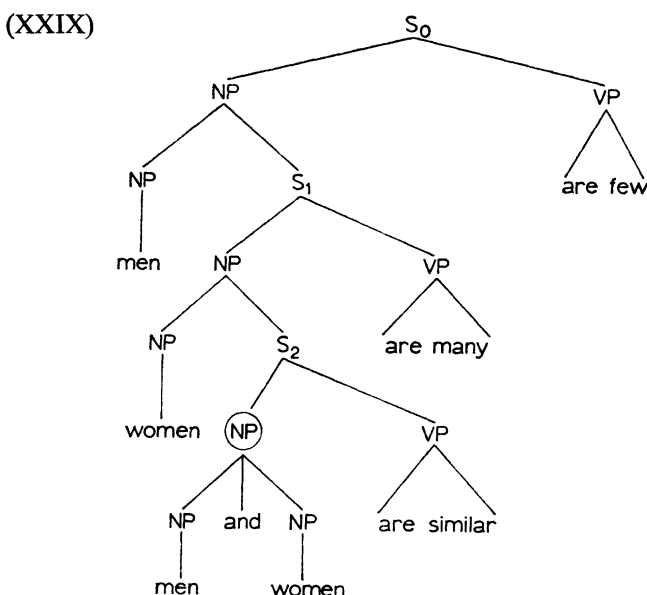 (XXIX)
S₀
NP VP
NP S₁ are few
men NP VP
NP S₂ are many
women NP VP
NP and NP are similar
men women